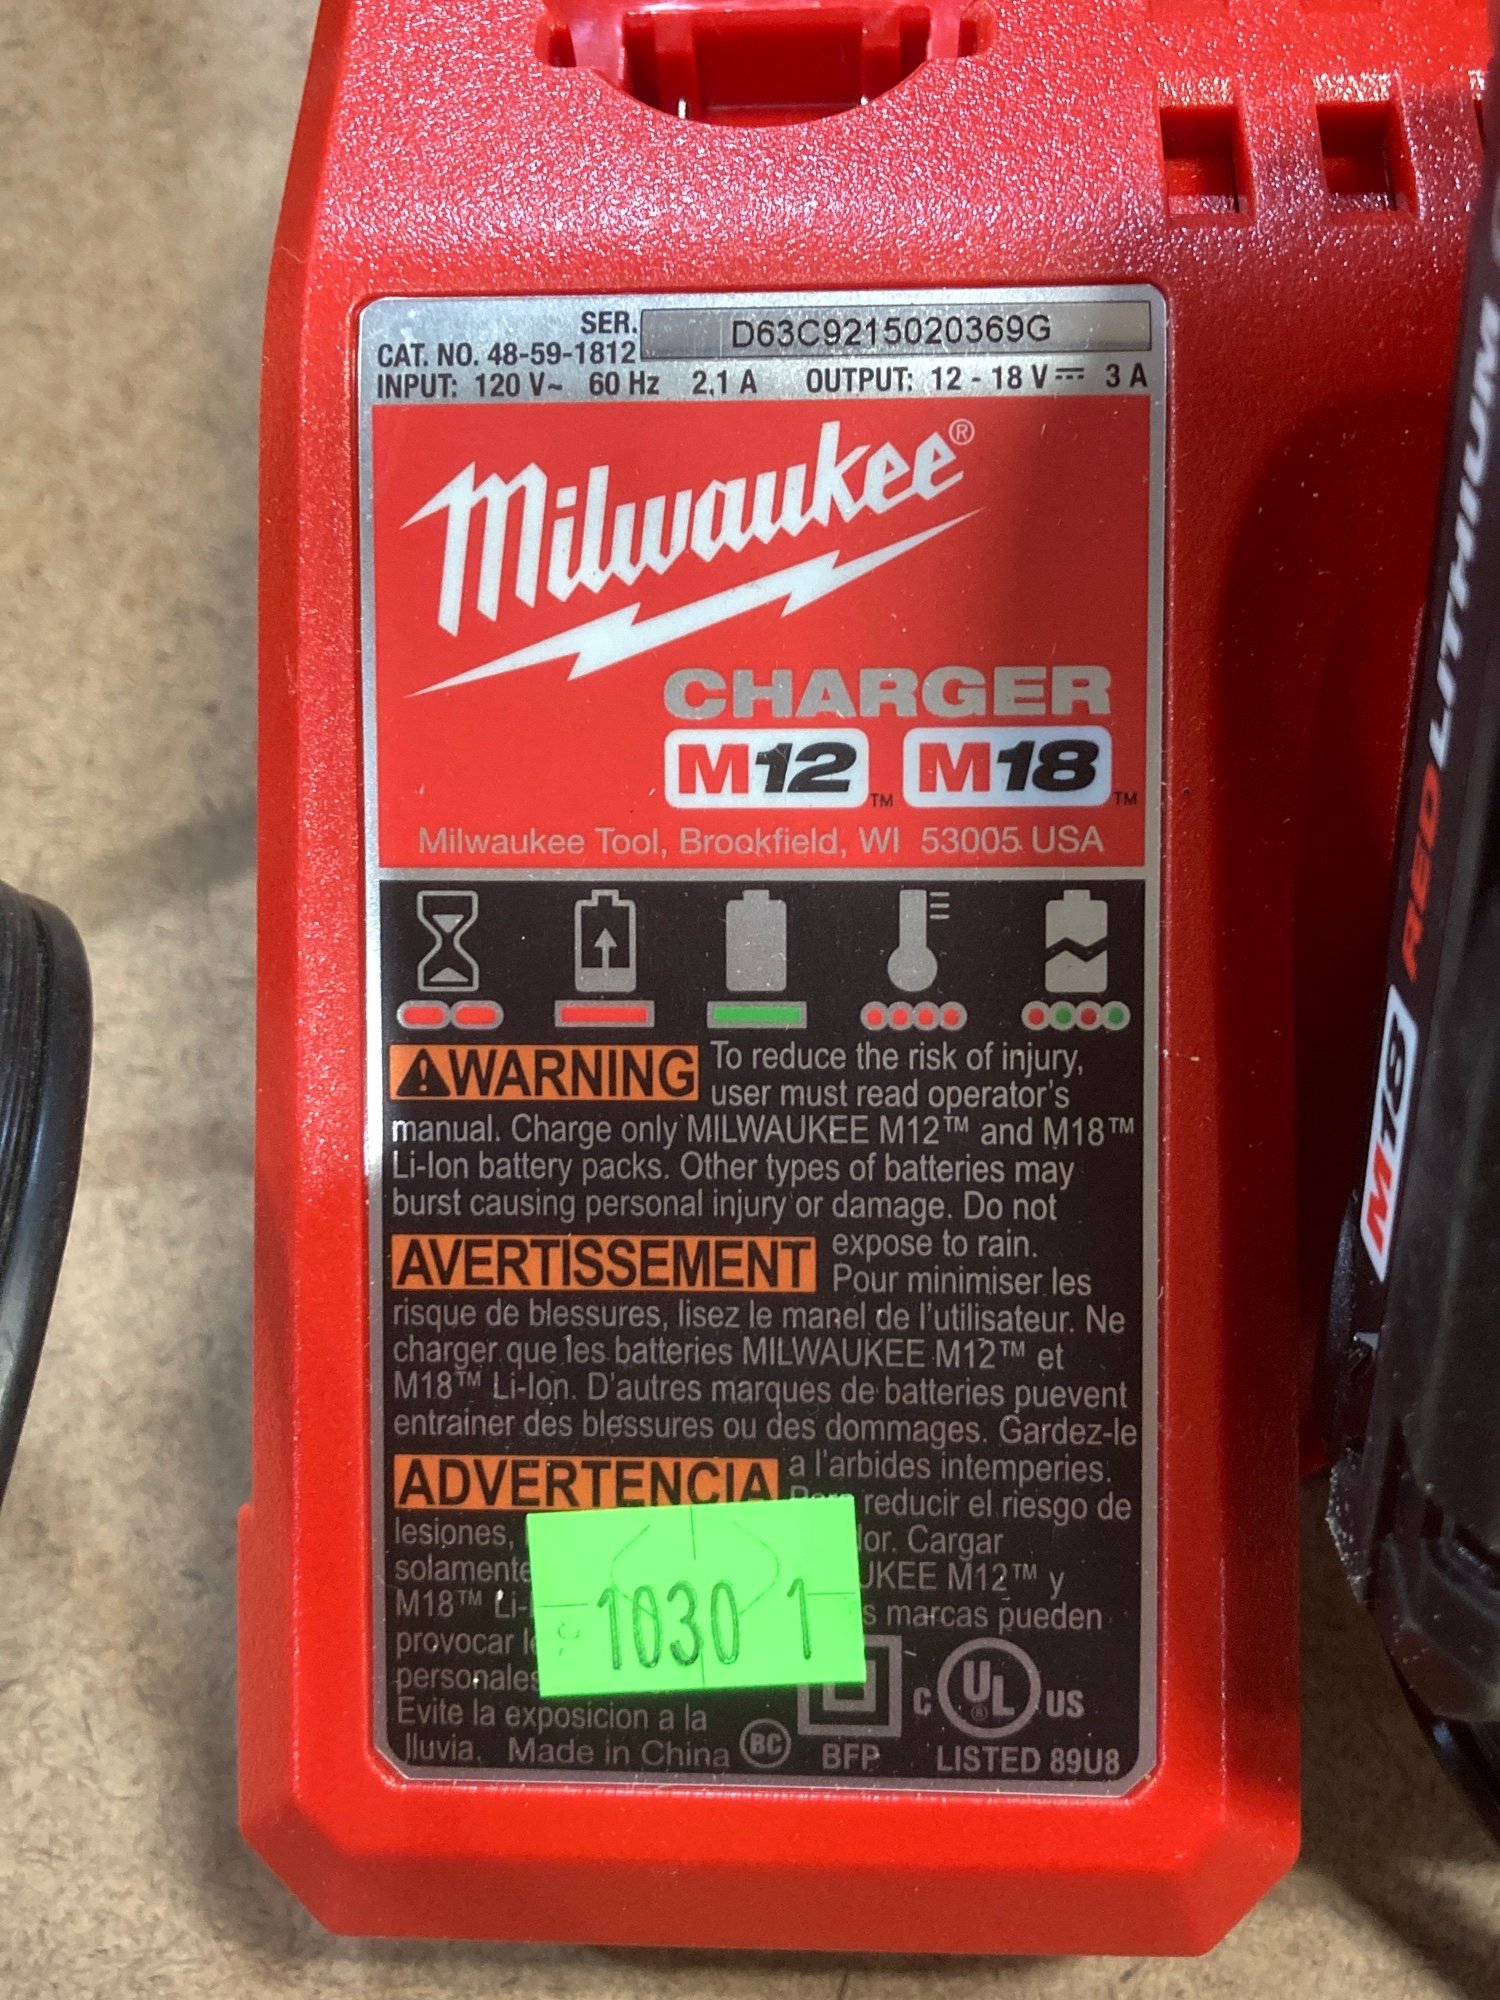 SER. D63C9215020369G
CAT. NO. 48-59-1812
INPUT: 120 V~ 60 Hz 2,1 A OUTPUT: 12 - 18 V⎓ 3 A
Milwaukee®
CHARGER
M12™ M18™
Milwaukee Tool, Brookfield, WI 53005 USA
⚠WARNING To reduce the risk of injury,
user must read operator's
manual. Charge only MILWAUKEE M12™ and M18™
Li-Ion battery packs. Other types of batteries may
burst causing personal injury or damage. Do not
expose to rain.
AVERTISSEMENT Pour minimiser les
risque de blessures, lisez le manel de l'utilisateur. Ne
charger que les batteries MILWAUKEE M12™ et
M18™ Li-Ion. D'autres marques de batteries puevent
entrainer des blessures ou des dommages. Gardez-le
a l'arbides intemperies.
ADVERTENCIA reducir el riesgo de
lesiones,
Cargar
solamente M12™ y
M18™ marcas pueden
provocar
personales
Evite la exposicion a la
lluvia. Made in China BC BFP
C UL® US
LISTED 89U8
1030 1
REDLITHIUM
M18